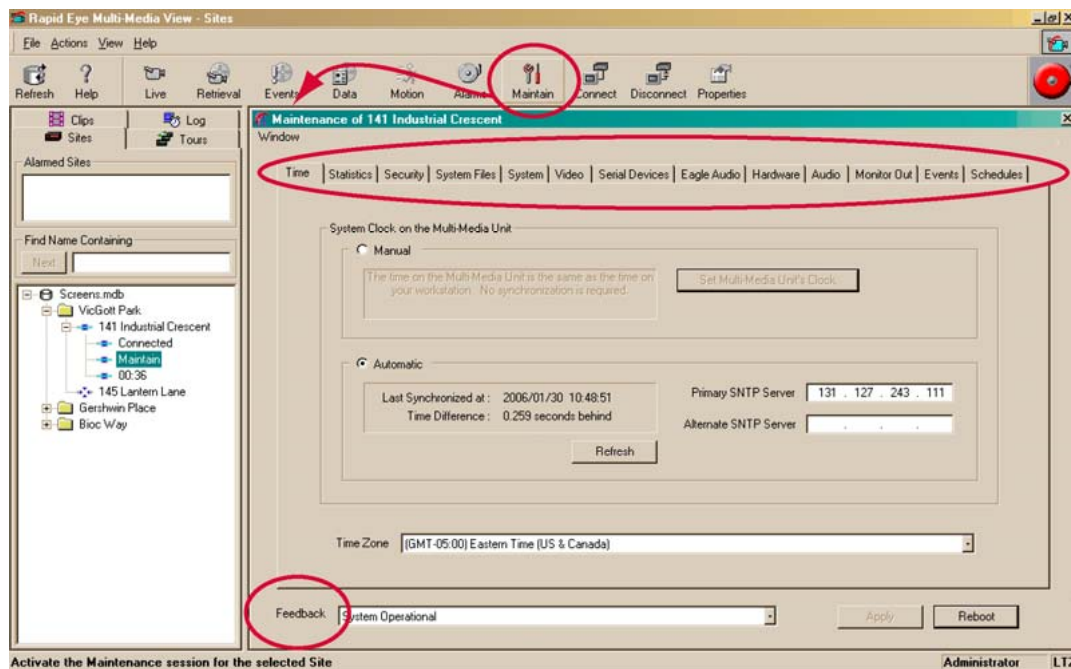 Rapid Eye Multi-Media View - Sites
File Actions View Help
Refresh Help Live Retrieval Events Data Motion Alarms Maintain Connect Disconnect Properties
Clips Log
Sites Tours
Alarmed Sites
Find Name Containing
Next
Screens.mdb
VicGott Park
141 Industrial Crescent
Connected
Maintain
00:36
145 Lantern Lane
Gershwin Place
Bioc Way
Maintenance of 141 Industrial Crescent
Window
Time Statistics Security System Files System Video Serial Devices Eagle Audio Hardware Audio Monitor Out Events Schedules
System Clock on the Multi-Media Unit
Manual
The time on the Multi-Media Unit is the same as the time on
your workstation. No synchronization is required.
Set Multi-Media Unit's Clock
Automatic
Last Synchronized at : 2006/01/30 10:48:51
Time Difference : 0.259 seconds behind
Refresh
Primary SNTP Server 131 . 127 . 243 . 111
Alternate SNTP Server . . .
Time Zone (GMT-05:00) Eastern Time (US & Canada)
Feedback System Operational
Apply Reboot
Activate the Maintenance session for the selected Site
Administrator